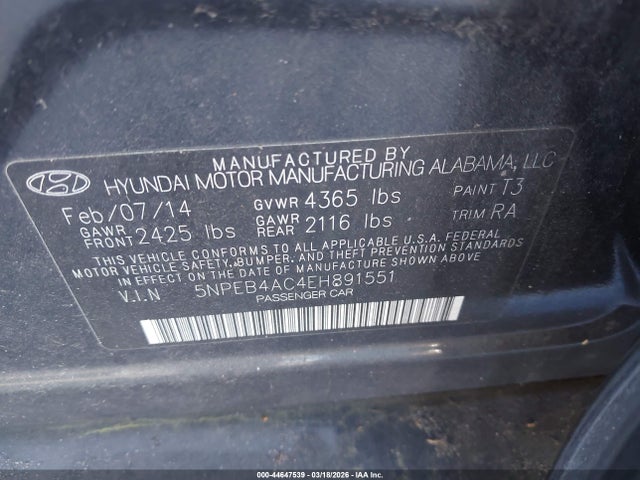 MANUFACTURED BY
HYUNDAI MOTOR MANUFACTURING ALABAMA, LLC
Feb/07/14 GVWR 4365 lbs PAINT T3
GAWR FRONT 2425 lbs GAWR REAR 2116 lbs TRIM RA
THIS VEHICLE CONFORMS TO ALL APPLICABLE U.S.A. FEDERAL
MOTOR VEHICLE SAFETY, BUMPER, AND THEFT PREVENTION STANDARDS
IN EFFECT ON THE DATE OF MANUFACTURE SHOWN ABOVE.
V.I.N 5NPEB4AC4EH891551
PASSENGER CAR
000-44647539 | 03/18/2026 | IAA Inc.